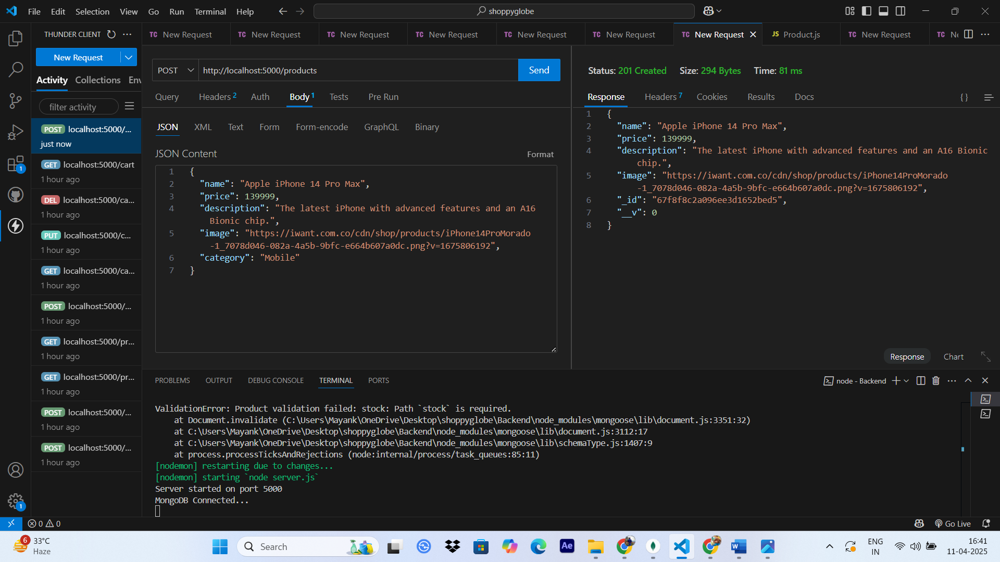 File Edit Selection View Go Run Terminal Help
shoppyglobe
THUNDER CLIENT
New Request
Activity Collections Env
filter activity
POST localhost:5000/...
just now
GET localhost:5000/cart
1 hour ago
DEL localhost:5000/ca...
1 hour ago
PUT localhost:5000/c...
1 hour ago
GET localhost:5000/ca...
1 hour ago
POST localhost:5000/...
1 hour ago
GET localhost:5000/pr...
1 hour ago
GET localhost:5000/pr...
1 hour ago
POST localhost:5000/...
1 hour ago
POST localhost:5000/...
1 hour ago
TC New Request TC New Request TC New Request TC New Request TC New Request TC New Request TC New Request JS Product.js TC New Request TC
POST http://localhost:5000/products Send
Query Headers 2 Auth Body 1 Tests Pre Run
JSON XML Text Form Form-encode GraphQL Binary
JSON Content Format
1 {
2 "name": "Apple iPhone 14 Pro Max",
3 "price": 139999,
4 "description": "The latest iPhone with advanced features and an A16
Bionic chip.",
5 "image": "https://iwant.com.co/cdn/shop/products/iPhone14ProMorado
-1_7078d046-082a-4a5b-9bfc-e664b607a0dc.png?v=1675806192",
6 "category": "Mobile"
7 }
Status: 201 Created Size: 294 Bytes Time: 81 ms
Response Headers 7 Cookies Results Docs { }
1 {
2 "name": "Apple iPhone 14 Pro Max",
3 "price": 139999,
4 "description": "The latest iPhone with advanced features and an A16 Bionic
chip.",
5 "image": "https://iwant.com.co/cdn/shop/products/iPhone14ProMorado
-1_7078d046-082a-4a5b-9bfc-e664b607a0dc.png?v=1675806192",
6 "_id": "67f8f8c2a096ee3d1652bed5",
7 "__v": 0
8 }
Response Chart
PROBLEMS OUTPUT DEBUG CONSOLE TERMINAL PORTS
node - Backend
ValidationError: Product validation failed: stock: Path `stock` is required.
at Document.invalidate (C:\Users\Mayank\OneDrive\Desktop\shoppyglobe\Backend\node_modules\mongoose\lib\document.js:3351:32)
at C:\Users\Mayank\OneDrive\Desktop\shoppyglobe\Backend\node_modules\mongoose\lib\document.js:3112:17
at C:\Users\Mayank\OneDrive\Desktop\shoppyglobe\Backend\node_modules\mongoose\lib\schemaType.js:1407:9
at process.processTicksAndRejections (node:internal/process/task_queues:85:11)
[nodemon] restarting due to changes...
[nodemon] starting `node server.js`
Server started on port 5000
MongoDB Connected...
1
1
0 0
Go Live
6
33°C
Haze
Search
Ae
W
ENG
IN
16:41
11-04-2025